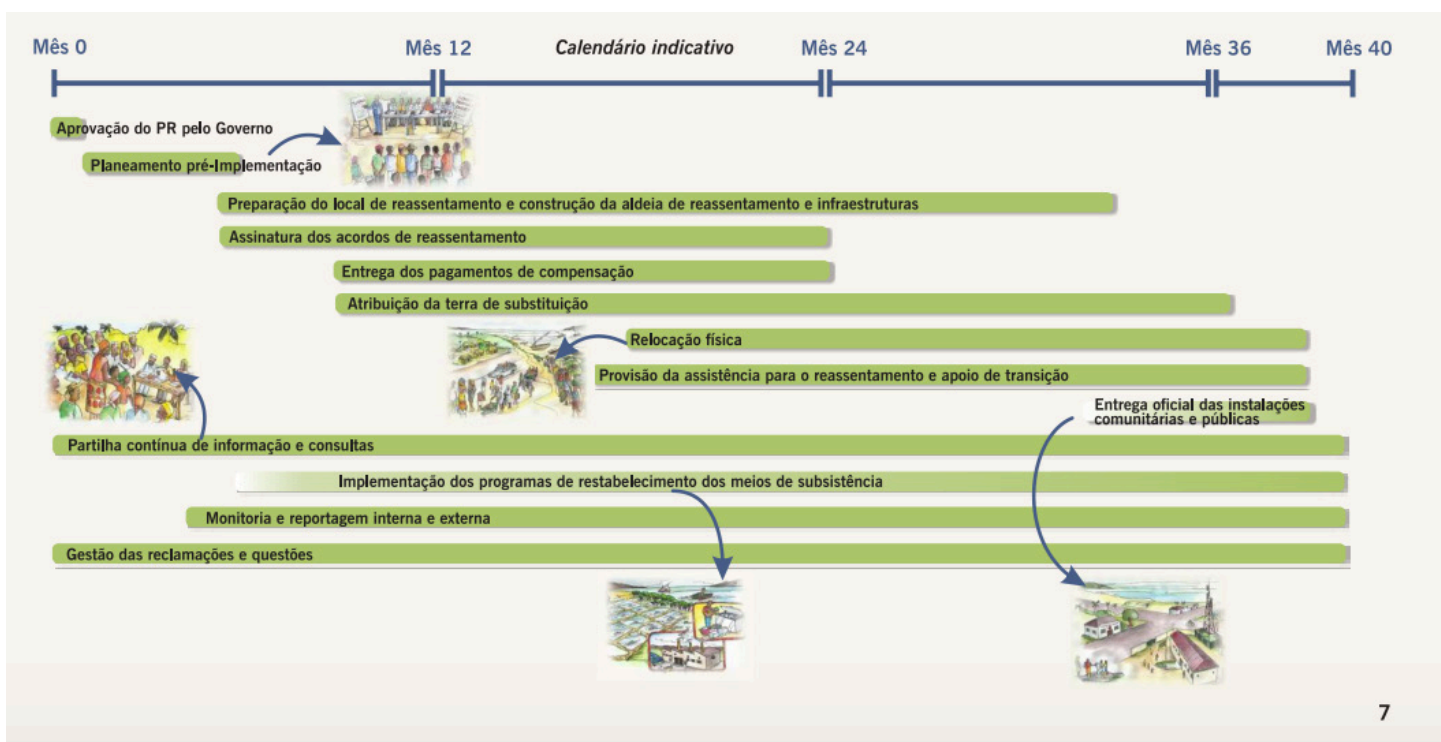 Mês 0
Mês 12
Calendário indicativo
Mês 24
Mês 36
Mês 40
Aprovação do PR pelo Governo
Planeamento pré-Implementação
Preparação do local de reassentamento e construção da aldeia de reassentamento e infraestruturas
Assinatura dos acordos de reassentamento
Entrega dos pagamentos de compensação
Atribuição da terra de substituição
Relocação física
Provisão da assistência para o reassentamento e apoio de transição
Entrega oficial das instalações
comunitárias e públicas
Partilha contínua de informação e consultas
Implementação dos programas de restabelecimento dos meios de subsistência
Monitoria e reportagem interna e externa
Gestão das reclamações e questões
7